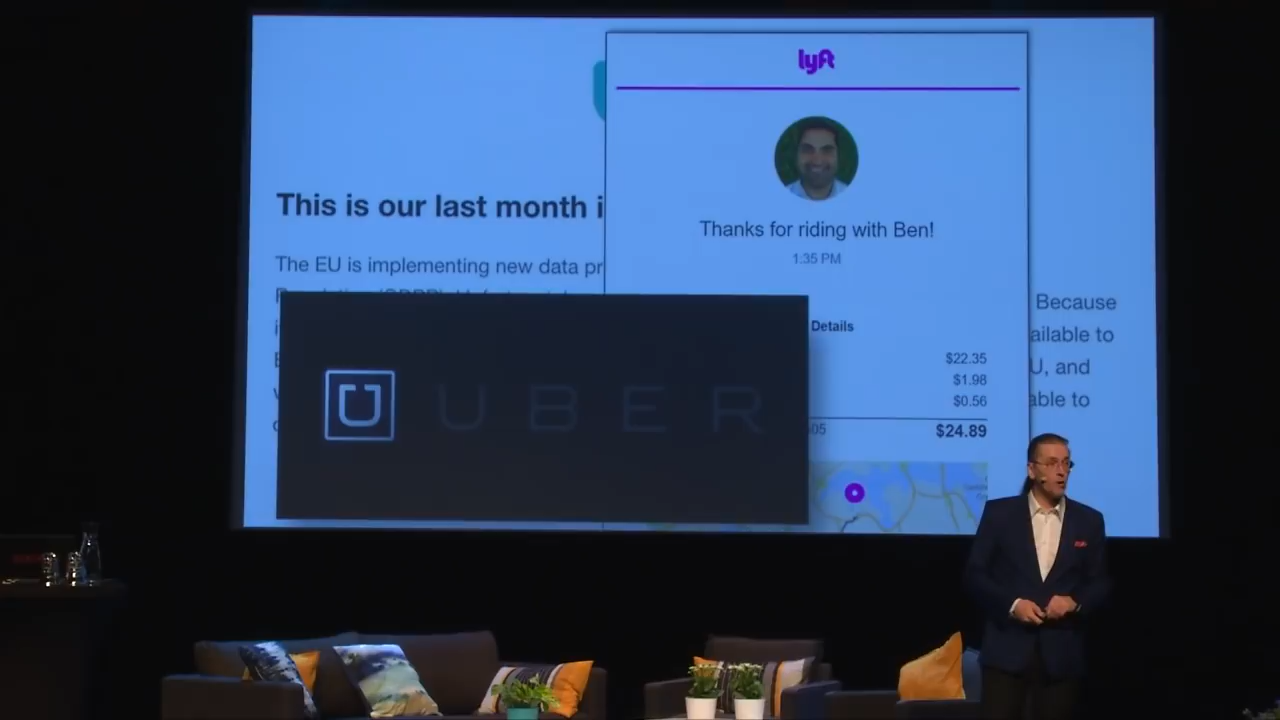 lyft
This is our last month i
Thanks for riding with Ben!
The EU is implementing new data pr
1:35 PM
Because
Details
ailable to
$22.35
U, and
$1.98
able to
$0.56
05
$24.89
U UBER